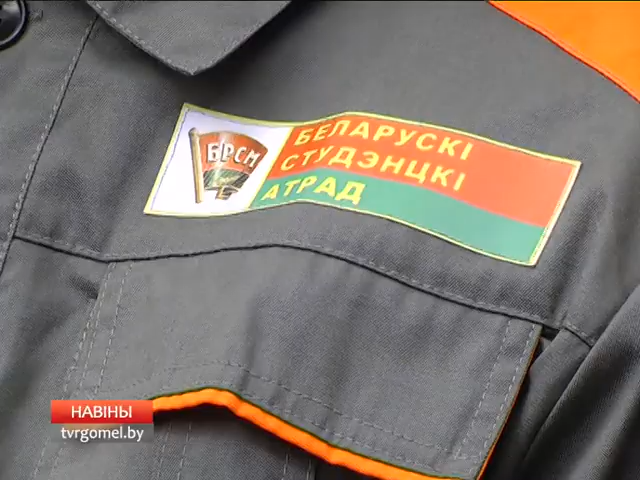 БРСМ
БЕЛАРУСКІ
СТУДЭНЦКІ
АТРАД
НАВІНЫ
tvrgomel.by